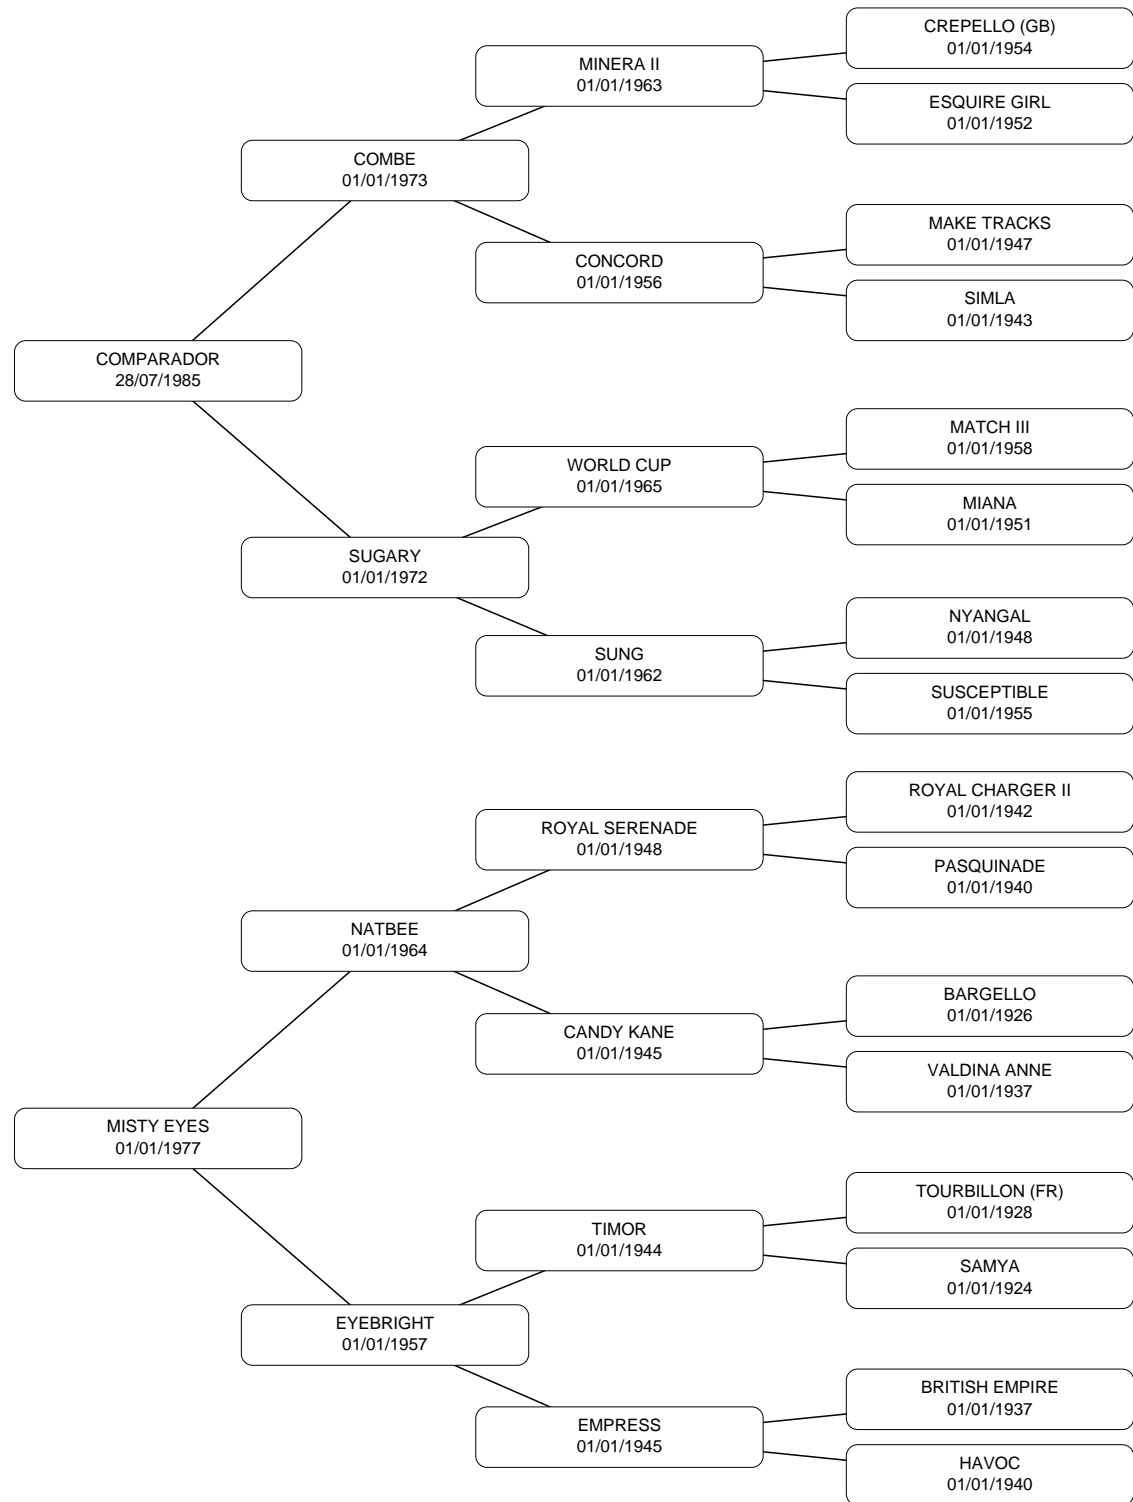 CREPELLO (GB)
01/01/1954
MINERA II
01/01/1963
ESQUIRE GIRL
01/01/1952
COMBE
01/01/1973
MAKE TRACKS
01/01/1947
CONCORD
01/01/1956
SIMLA
01/01/1943
COMPARADOR
28/07/1985
MATCH III
01/01/1958
WORLD CUP
01/01/1965
MIANA
01/01/1951
SUGARY
01/01/1972
NYANGAL
01/01/1948
SUNG
01/01/1962
SUSCEPTIBLE
01/01/1955
ROYAL CHARGER II
01/01/1942
ROYAL SERENADE
01/01/1948
PASQUINADE
01/01/1940
NATBEE
01/01/1964
BARGELLO
01/01/1926
CANDY KANE
01/01/1945
VALDINA ANNE
01/01/1937
MISTY EYES
01/01/1977
TOURBILLON (FR)
01/01/1928
TIMOR
01/01/1944
SAMYA
01/01/1924
EYEBRIGHT
01/01/1957
BRITISH EMPIRE
01/01/1937
EMPRESS
01/01/1945
HAVOC
01/01/1940